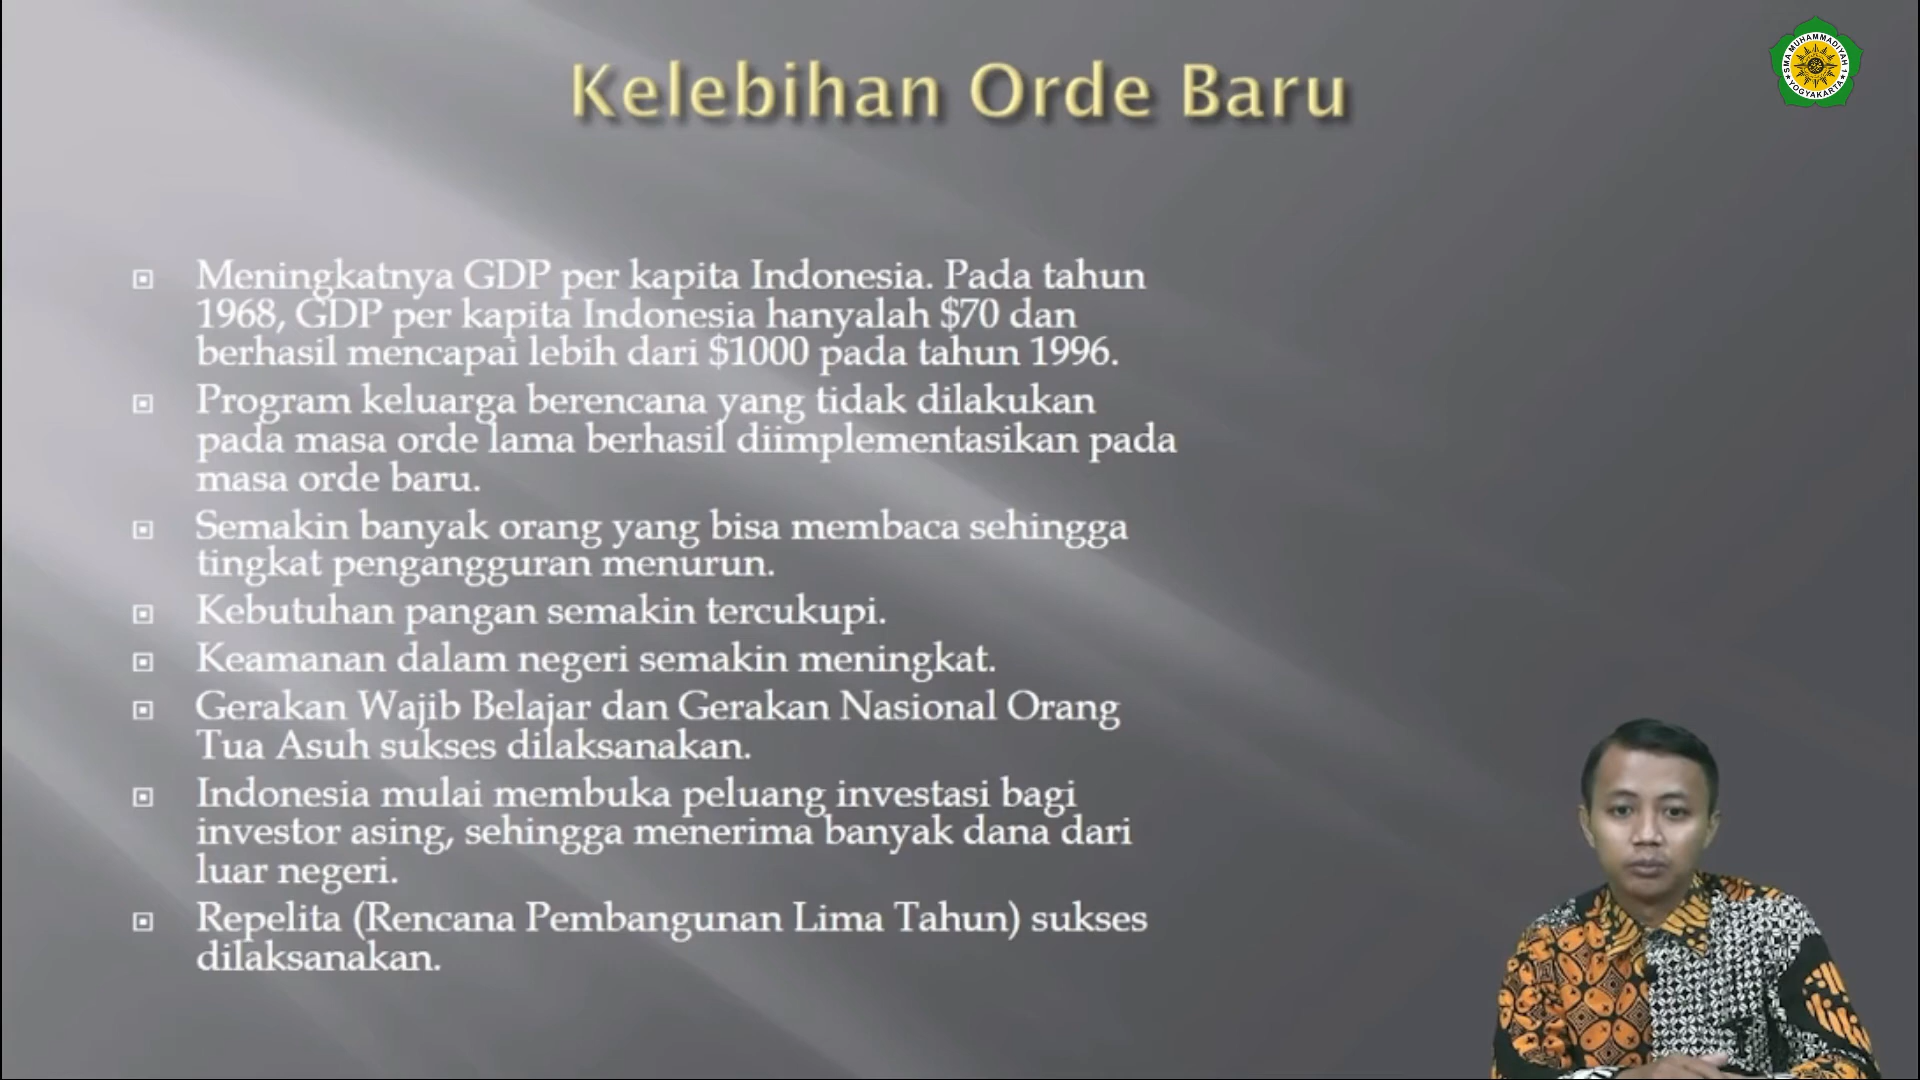 Kelebihan Orde Baru
SMA MUHAMMADIYAH 1
YOGYAKARTA
Meningkatnya GDP per kapita Indonesia. Pada tahun
1968, GDP per kapita Indonesia hanyalah $70 dan
berhasil mencapai lebih dari $1000 pada tahun 1996.
Program keluarga berencana yang tidak dilakukan
pada masa orde lama berhasil diimplementasikan pada
masa orde baru.
Semakin banyak orang yang bisa membaca sehingga
tingkat pengangguran menurun.
Kebutuhan pangan semakin tercukupi.
Keamanan dalam negeri semakin meningkat.
Gerakan Wajib Belajar dan Gerakan Nasional Orang
Tua Asuh sukses dilaksanakan.
Indonesia mulai membuka peluang investasi bagi
investor asing, sehingga menerima banyak dana dari
luar negeri.
Repelita (Rencana Pembangunan Lima Tahun) sukses
dilaksanakan.